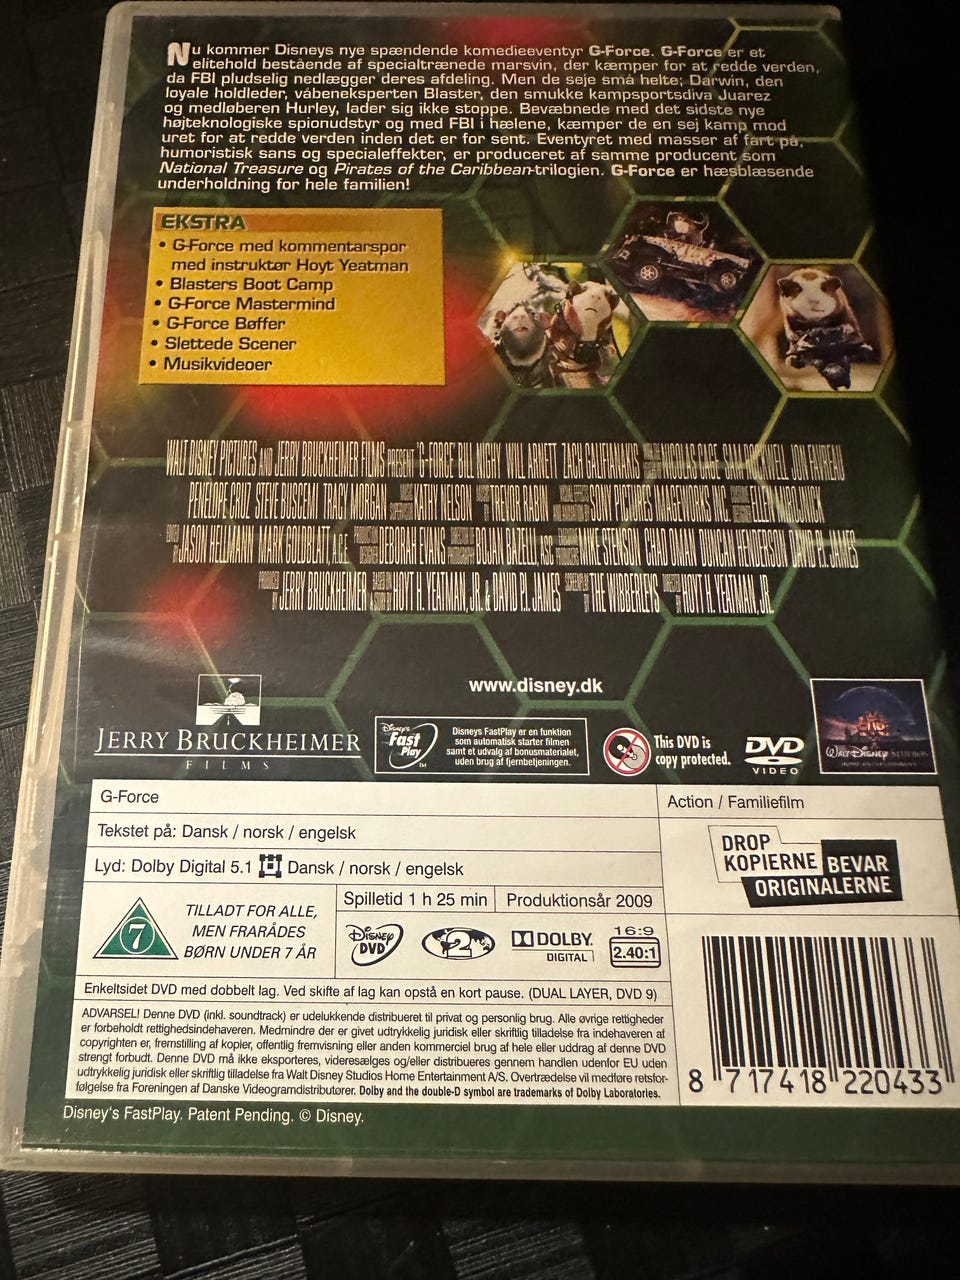 Nu kommer Disneys nye spændende komedieeventyr G-Force. G-Force er et
elitehold bestående af specialtrænede marsvin, der kæmper for at redde verden,
da FBI pludselig nedlægger deres afdeling. Men de seje små helte; Darwin, den
loyale holdleder, våbeneksperten Blaster, den smukke kampsportsdiva Juarez
og medløberen Hurley, lader sig ikke stoppe. Bevæbnede med det sidste nye
højteknologiske spionudstyr og med FBI i hælene, kæmper de en sej kamp mod
uret for at redde verden inden det er for sent. Eventyret med masser af fart på,
humoristisk sans og specialeffekter, er produceret af samme producent som
National Treasure og Pirates of the Caribbean-trilogien. G-Force er hæsblæsende
underholdning for hele familien!
EKSTRA
• G-Force med kommentarspor
med instruktør Hoyt Yeatman
• Blasters Boot Camp
• G-Force Mastermind
• G-Force Bøffer
• Slettede Scener
• Musikvideoer
WALT DISNEY PICTURES AND JERRY BRUCKHEIMER FILMS PRESENT "G-FORCE" BILL NIGHY WILL ARNETT ZACH GALIFIANAKIS NICOLAS CAGE SAM ROCKWELL JON FAVREAU
PENELOPE CRUZ STEVE BUSCEMI TRACY MORGAN KATHY NELSON TREVOR RABIN SONY PICTURES IMAGEWORKS INC. ELLEN MIROJNICK
JASON HELLMANN MARK GOLDBLATT, A.C.E. DEBORAH EVANS BOJAN BAZELLI, ASC MIKE STENSON CHAD OMAN DUNCAN HENDERSON DAVID P.I. JAMES
PRODUCED BY JERRY BRUCKHEIMER HOYT H. YEATMAN, JR. & DAVID P.I. JAMES THE WIBBERLEYS HOYT H. YEATMAN, JR.
www.disney.dk
JERRY BRUCKHEIMER
FILMS
Disney's
Fast
Play
TM
Disneys FastPlay er en funktion
som automatisk starter filmen
samt et udvalg af bonusmaterialet,
uden brug af fjernbetjeningen.
This DVD is
copy protected.
DVD
VIDEO
WALT DISNEY STUDIOS
HOME ENTERTAINMENT
G-Force
Action / Familiefilm
Tekstet på: Dansk / norsk / engelsk
Lyd: Dolby Digital 5.1 Dansk / norsk / engelsk
DROP
KOPIERNE
BEVAR
ORIGINALERNE
7
TILLADT FOR ALLE,
MEN FRARÅDES
BØRN UNDER 7 ÅR
Spilletid 1 h 25 min
Produktionsår 2009
DISNEY
DVD
2
DOLBY
DIGITAL
16:9
2.40:1
Enkeltsidet DVD med dobbelt lag. Ved skifte af lag kan opstå en kort pause. (DUAL LAYER, DVD 9)
ADVARSEL! Denne DVD (inkl. soundtrack) er udelukkende distribueret til privat og personlig brug. Alle øvrige rettigheder
er forbeholdt rettighedsindehaveren. Medmindre der er givet udtrykkelig juridisk eller skriftlig tilladelse fra indehaveren af
copyrighten er, fremstilling af kopier, offentlig fremvisning eller anden kommerciel brug af hele eller uddrag af denne DVD
strengt forbudt. Denne DVD må ikke eksporteres, videresælges og/eller distribueres gennem handlen udenfor EU uden
udtrykkelig juridisk eller skriftlig tilladelse fra Walt Disney Studios Home Entertainment A/S. Overtrædelse vil medføre retsfor-
følgelse fra Foreningen af Danske Videogramdistributører. Dolby and the double-D symbol are trademarks of Dolby Laboratories.
8 717418 220433
Disney's FastPlay. Patent Pending. © Disney.